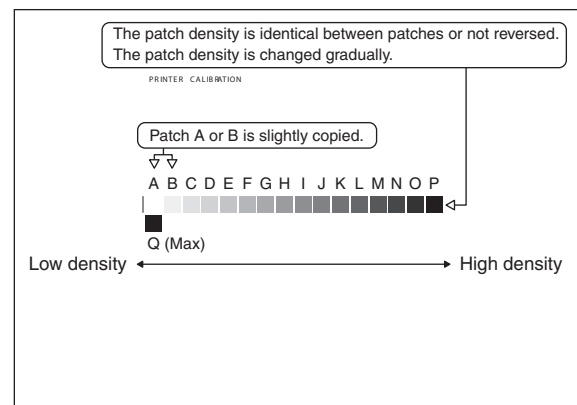 The patch density is identical between patches or not reversed.
The patch density is changed gradually.
PRINTER CALIBRATION
Patch A or B is slightly copied.
A B C D E F G H I J K L M N O P
Q (Max)
Low density
High density